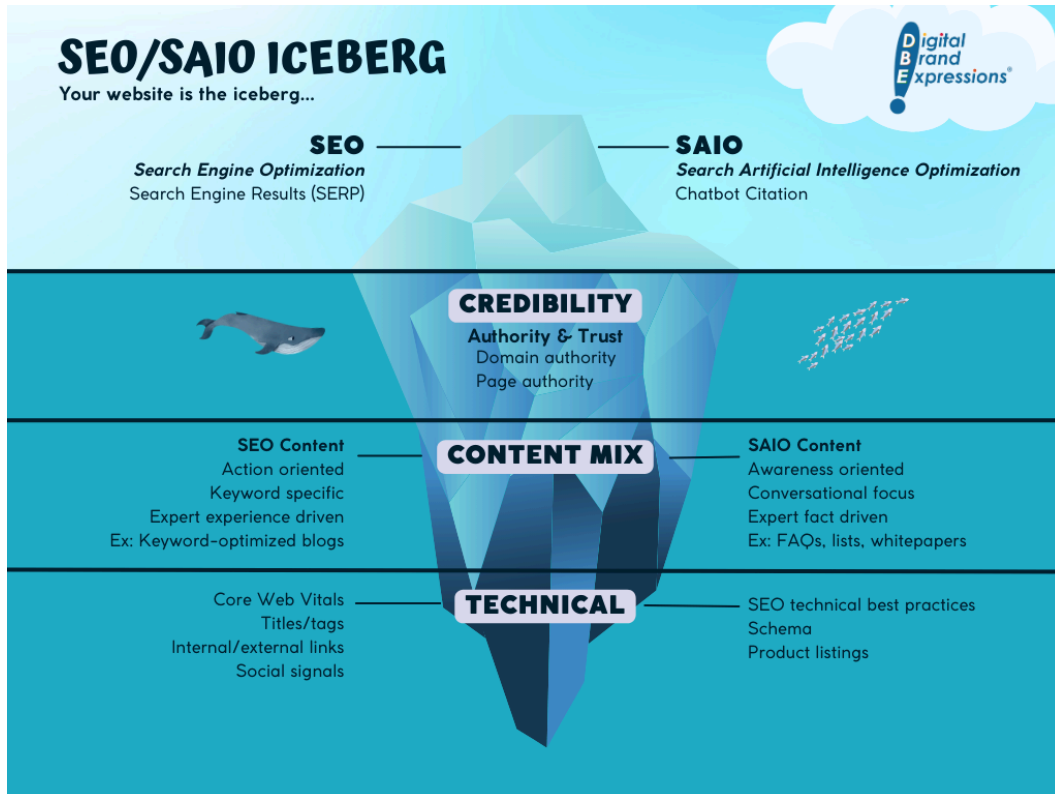 SEO/SAIO ICEBERG
Your website is the iceberg...
Digital
Brand
Expressions®
SEO
Search Engine Optimization
Search Engine Results (SERP)
SAIO
Search Artificial Intelligence Optimization
Chatbot Citation
CREDIBILITY
Authority & Trust
Domain authority
Page authority
SEO Content
Action oriented
Keyword specific
Expert experience driven
Ex: Keyword-optimized blogs
CONTENT MIX
SAIO Content
Awareness oriented
Conversational focus
Expert fact driven
Ex: FAQs, lists, whitepapers
Core Web Vitals
Titles/tags
Internal/external links
Social signals
TECHNICAL
SEO technical best practices
Schema
Product listings